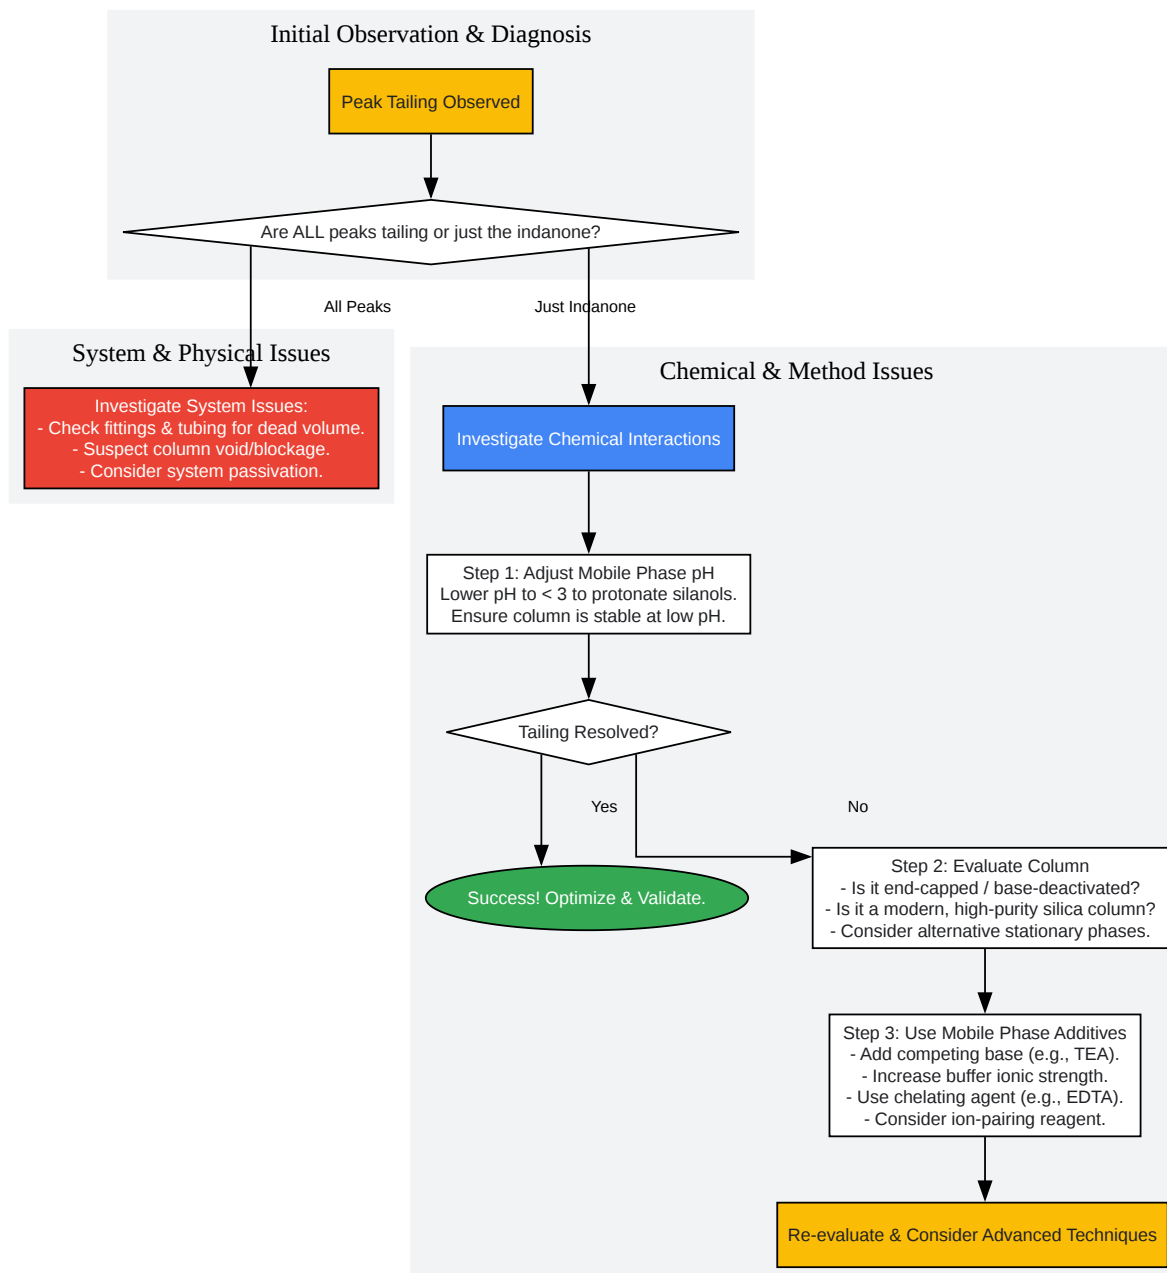 Initial Observation & Diagnosis
Peak Tailing Observed
Are ALL peaks tailing or just the indanone?
All Peaks
Just Indanone
System & Physical Issues
Investigate System Issues:
- Check fittings & tubing for dead volume.
- Suspect column void/blockage.
- Consider system passivation.
Chemical & Method Issues
Investigate Chemical Interactions
Step 1: Adjust Mobile Phase pH
Lower pH to < 3 to protonate silanols.
Ensure column is stable at low pH.
Tailing Resolved?
Yes
No
Success! Optimize & Validate.
Step 2: Evaluate Column
- Is it end-capped / base-deactivated?
- Is it a modern, high-purity silica column?
- Consider alternative stationary phases.
Step 3: Use Mobile Phase Additives
- Add competing base (e.g., TEA).
- Increase buffer ionic strength.
- Use chelating agent (e.g., EDTA).
- Consider ion-pairing reagent.
Re-evaluate & Consider Advanced Techniques